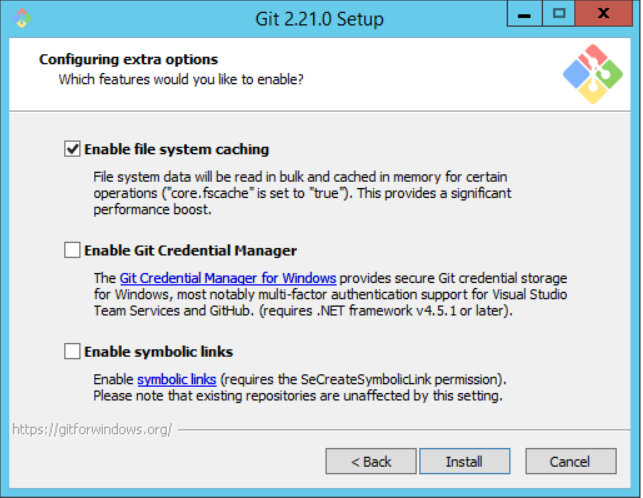 Git 2.21.0 Setup
Configuring extra options
Which features would you like to enable?
Enable file system caching
File system data will be read in bulk and cached in memory for certain
operations ("core.fscache" is set to "true"). This provides a significant
performance boost.
Enable Git Credential Manager
The Git Credential Manager for Windows provides secure Git credential storage
for Windows, most notably multi-factor authentication support for Visual Studio
Team Services and GitHub. (requires .NET framework v4.5.1 or later).
Enable symbolic links
Enable symbolic links (requires the SeCreateSymbolicLink permission).
Please note that existing repositories are unaffected by this setting.
https://gitforwindows.org/
< Back Install Cancel